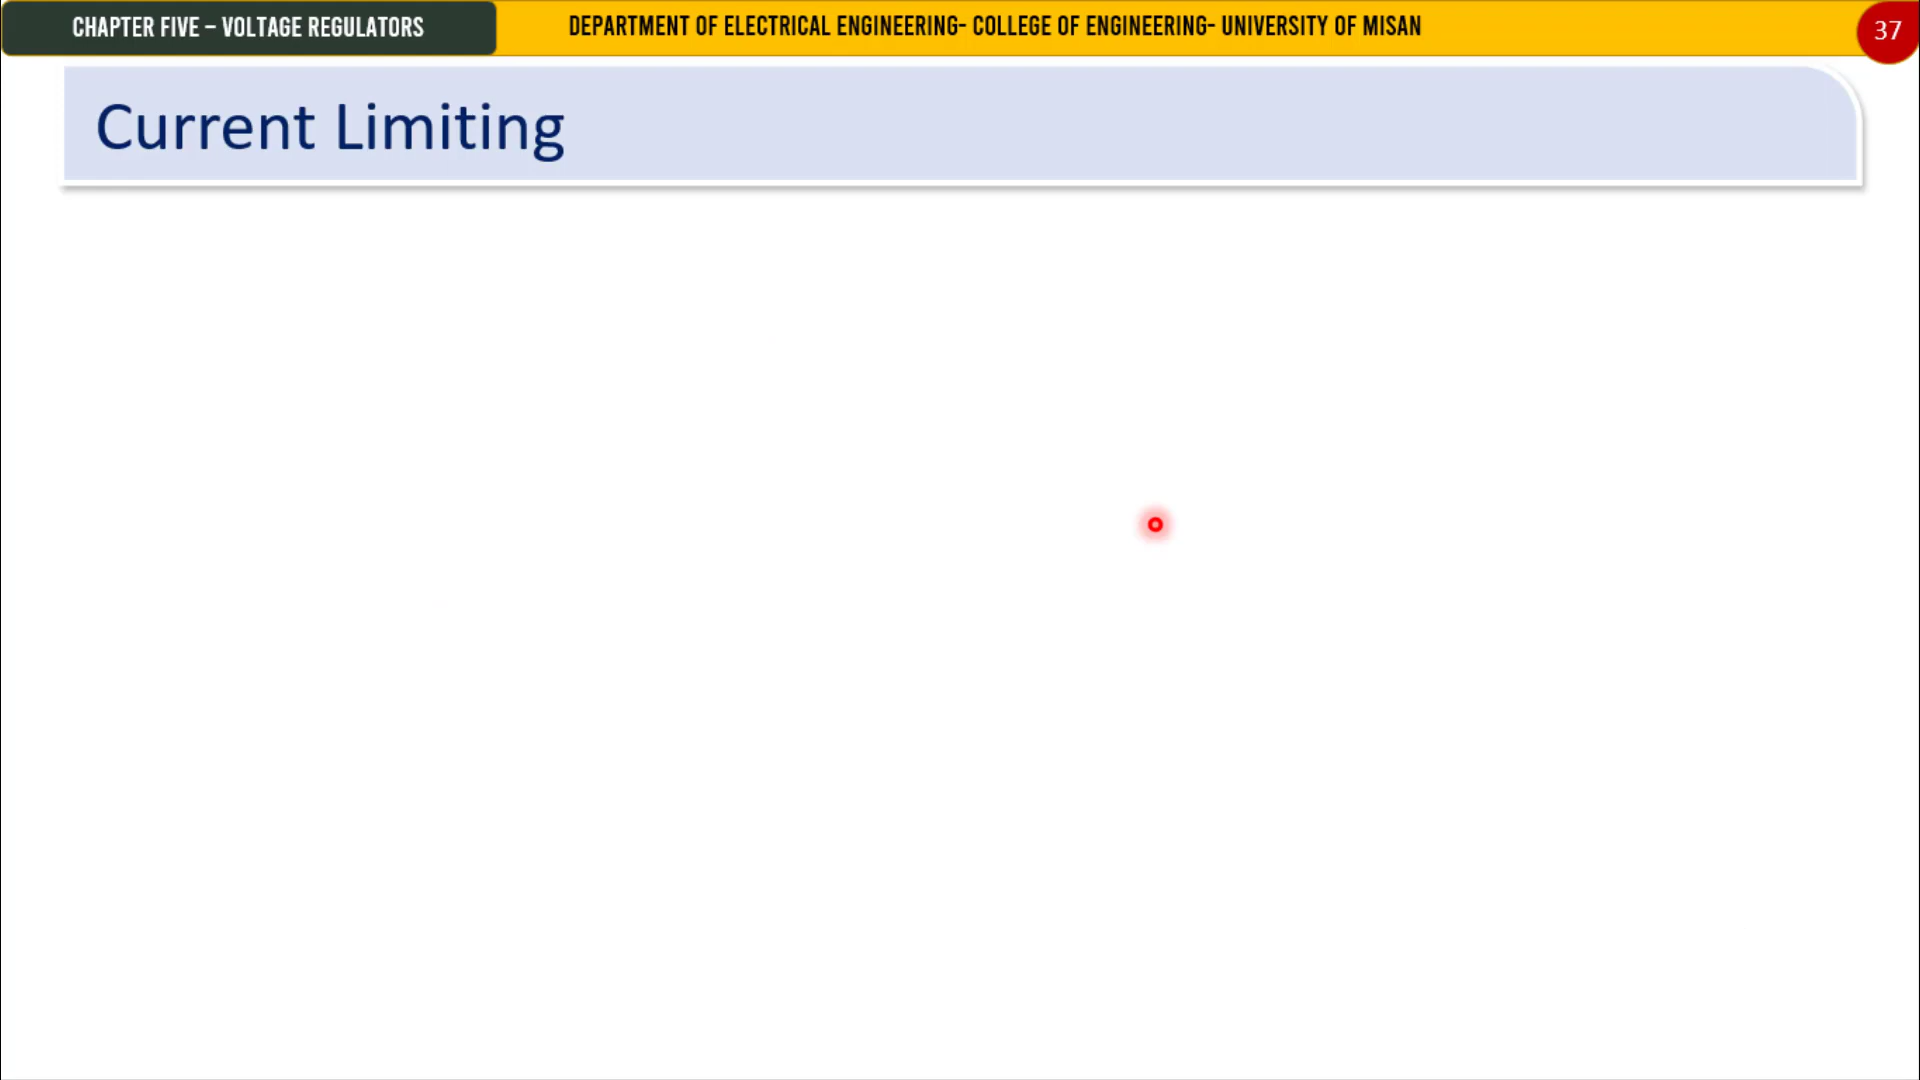 CHAPTER FIVE – VOLTAGE REGULATORS
DEPARTMENT OF ELECTRICAL ENGINEERING- COLLEGE OF ENGINEERING- UNIVERSITY OF MISAN
37
Current Limiting